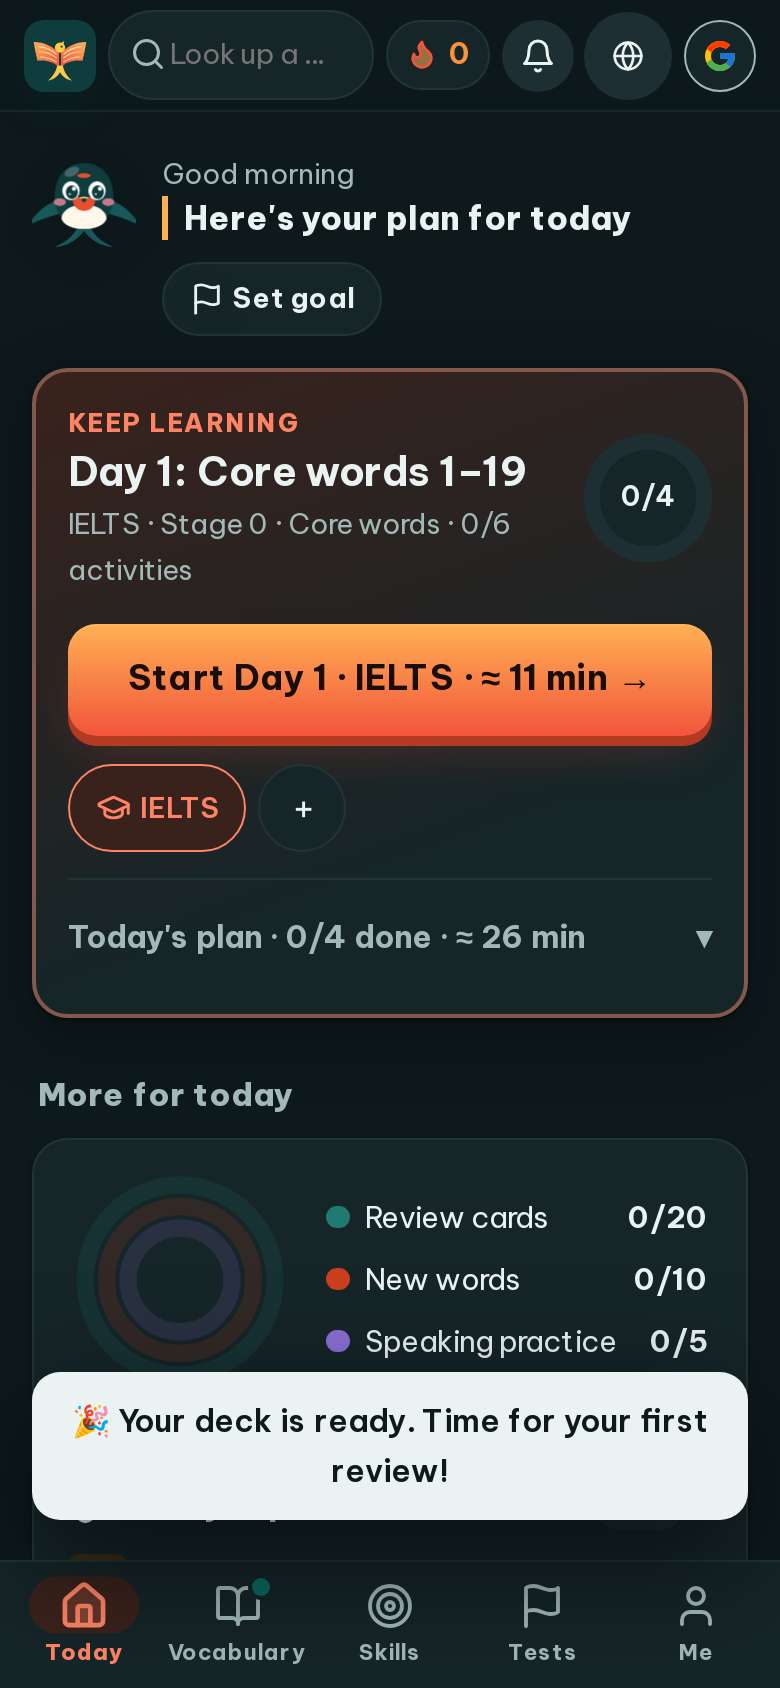 Look up a ...
0
Good morning
Here's your plan for today
Set goal
KEEP LEARNING
Day 1: Core words 1–19
0/4
IELTS · Stage 0 · Core words · 0/6
activities
Start Day 1 · IELTS · ≈ 11 min →
IELTS
+
Today's plan · 0/4 done · ≈ 26 min ▼
More for today
Review cards 0/20
New words 0/10
Speaking practice 0/5
🎉 Your deck is ready. Time for your first
review!
Today
Vocabulary
Skills
Tests
Me